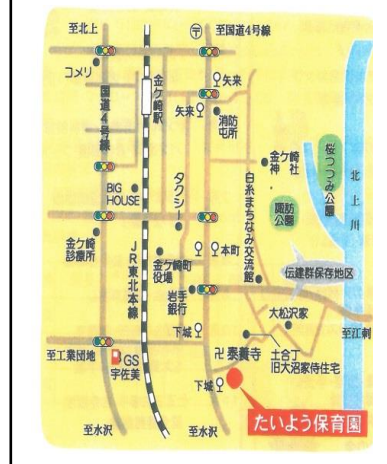 至北上
〒
至国道4号線
コメリ
国道4号線
金ケ崎駅
矢来
矢来
消防
屯所
金ケ崎
神社
桜つつみ公園
北上川
BIG
HOUSE
タクシー
白糸まちなみ交流館
諏訪
公園
金ケ崎
診療所
JR東北本線
金ケ崎町
役場
本町
岩手
銀行
伝建群保存地区
大松沢家
至江刺
下城
至工業団地
GS
宇佐美
卍泰養寺
土合丁
旧大沼家侍住宅
下城
たいよう保育園
至水沢
至水沢